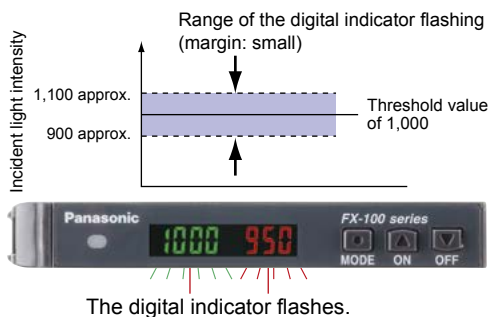 Range of the digital indicator flashing
(margin: small)
Incident light intensity
1,100 approx.
900 approx.
Threshold value
of 1,000
Panasonic
FX-100 series
1000 950
MODE ON OFF
The digital indicator flashes.